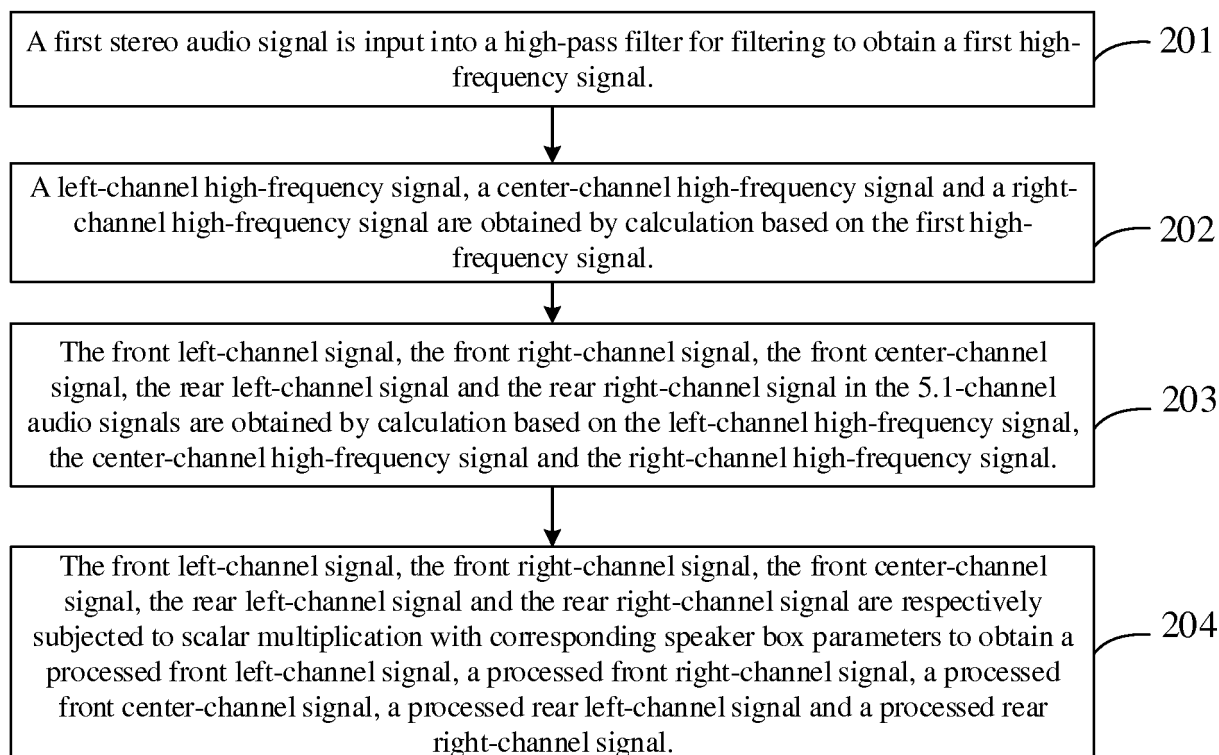 A first stereo audio signal is input into a high-pass filter for filtering to obtain a first high-
frequency signal.
201
A left-channel high-frequency signal, a center-channel high-frequency signal and a right-
channel high-frequency signal are obtained by calculation based on the first high-
frequency signal.
202
The front left-channel signal, the front right-channel signal, the front center-channel
signal, the rear left-channel signal and the rear right-channel signal in the 5.1-channel
audio signals are obtained by calculation based on the left-channel high-frequency signal,
the center-channel high-frequency signal and the right-channel high-frequency signal.
203
The front left-channel signal, the front right-channel signal, the front center-channel
signal, the rear left-channel signal and the rear right-channel signal are respectively
subjected to scalar multiplication with corresponding speaker box parameters to obtain a
processed front left-channel signal, a processed front right-channel signal, a processed
front center-channel signal, a processed rear left-channel signal and a processed rear
right-channel signal.
204